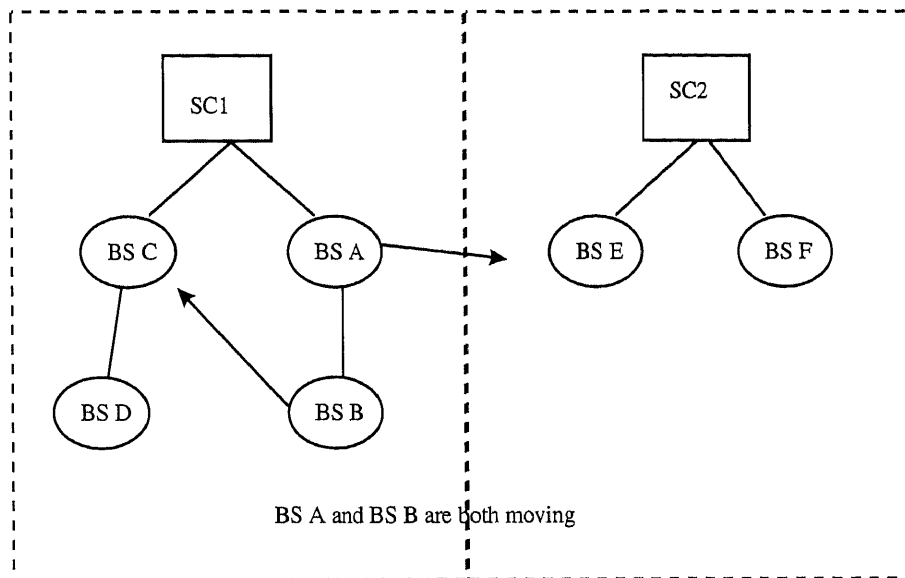 SC1
SC2
BS C
BS A
BS E
BS F
BS D
BS B
BS A and BS B are both moving